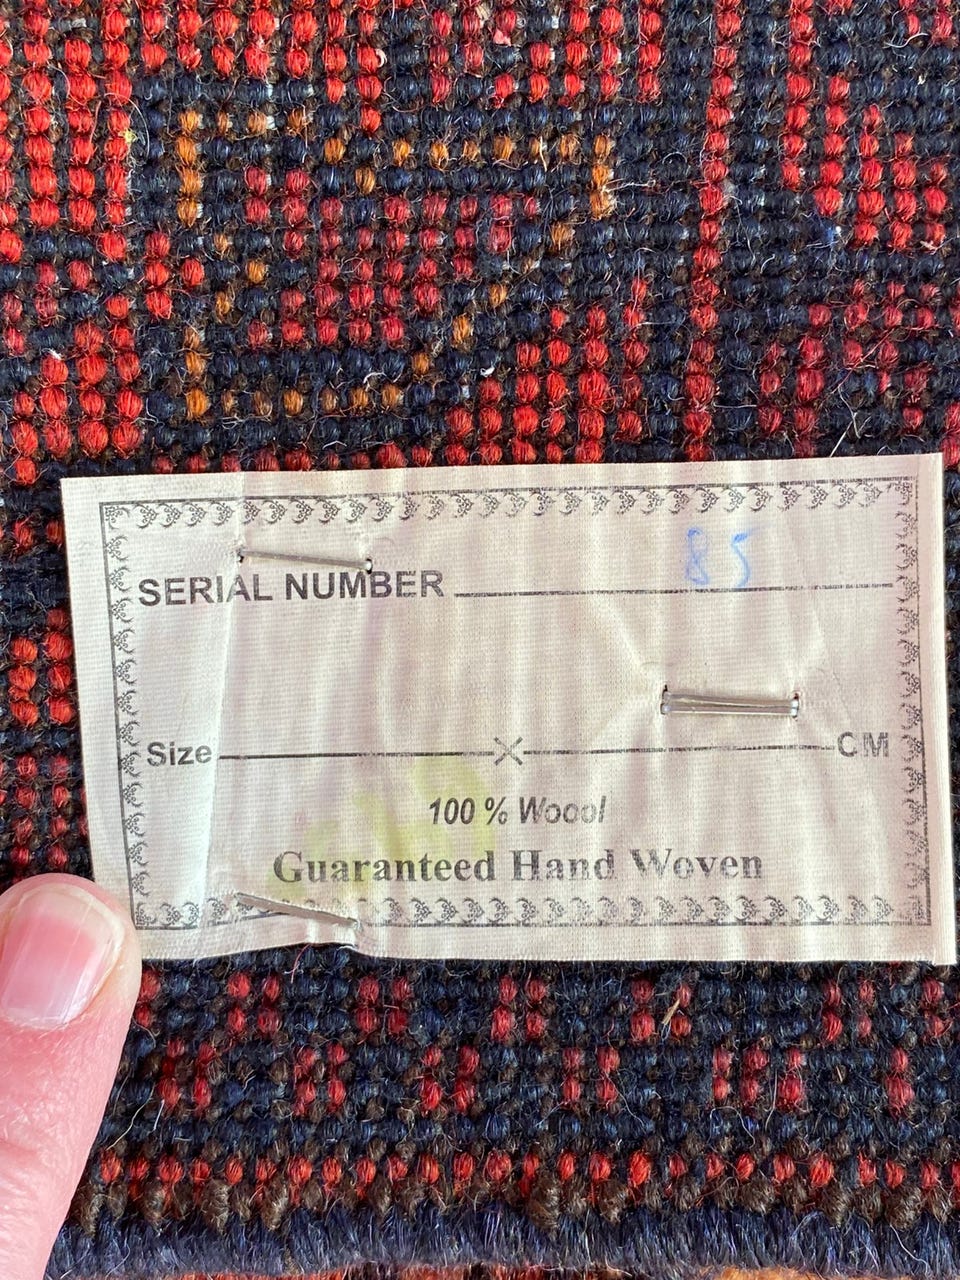 SERIAL NUMBER 85
Size X CM
100 % Woool
Guaranteed Hand Woven